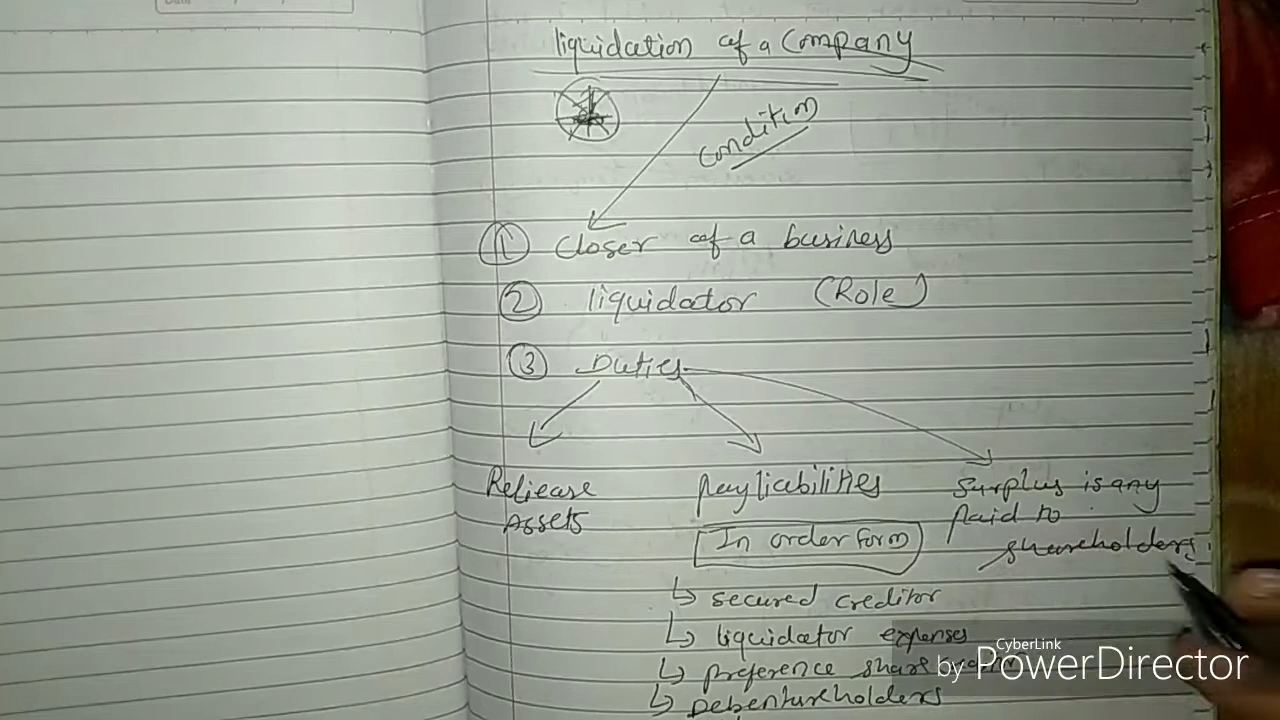 liquidation of a Company
Condition
① Closer of a business
② liquidator (Role)
③ Duties
Reliease
Assets
pay liabilities
In order form
surplus is any
paid to
shareholders
↳ secured creditor
↳ liquidator expenses
↳ preference share
↳ Debentureholders
CyberLink
by PowerDirector